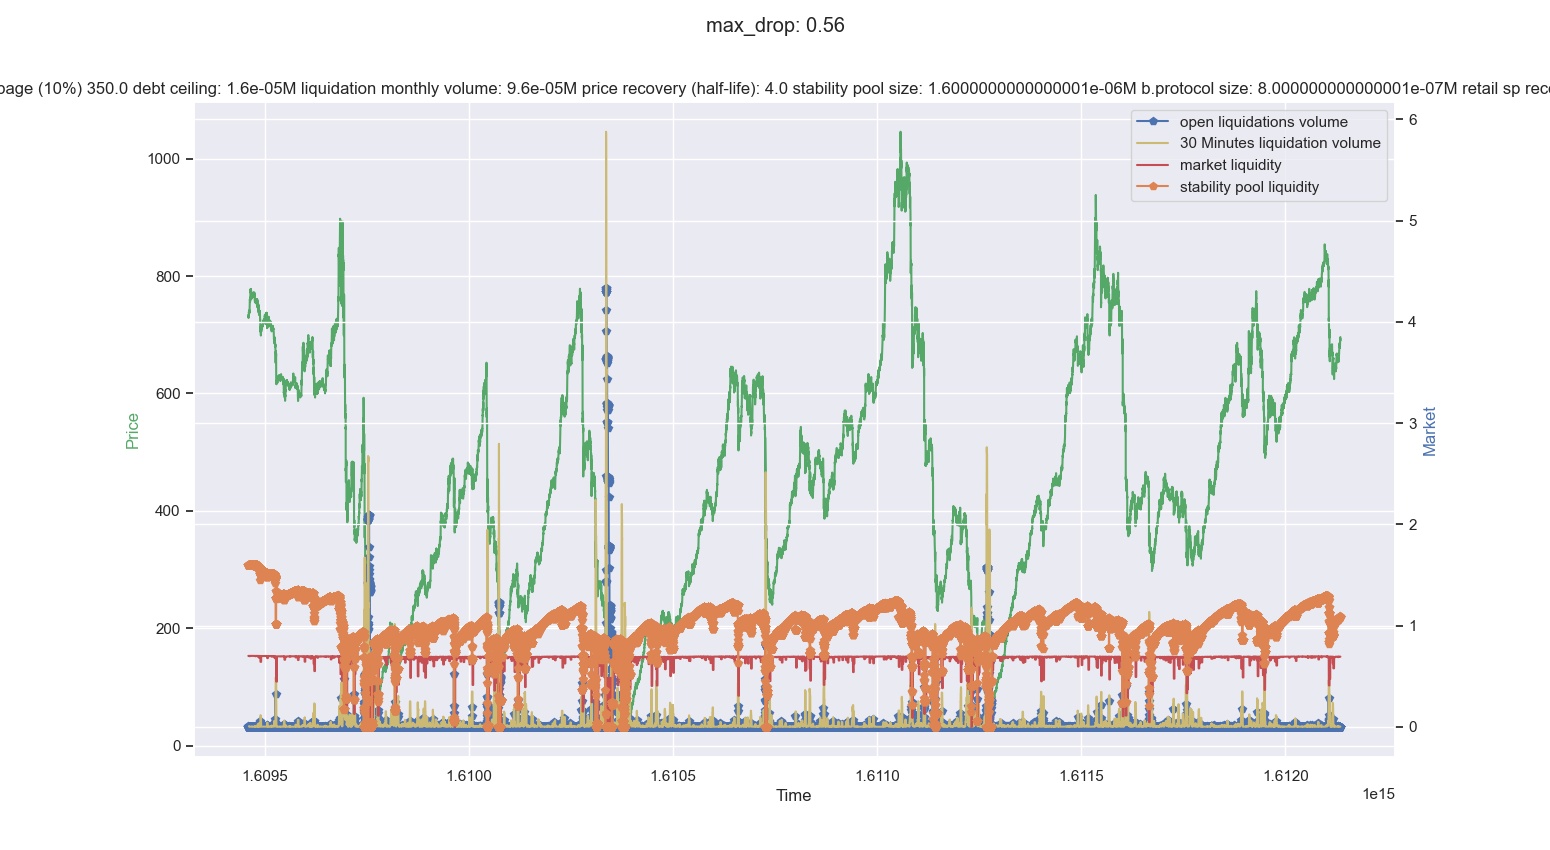 max_drop: 0.56
(10%) 350.0 debt ceiling: 1.6e-05M liquidation monthly volume: 9.6e-05M price recovery (half-life): 4.0 stability pool size: 1.6000000000000001e-06M b.protocol size: 8.000000000000001e-07M retail sp
open liquidations volume
30 Minutes liquidation volume
market liquidity
stability pool liquidity
1000
800
600
400
200
0
Price
6
5
4
3
2
1
0
Market
1.6095 1.6100 1.6105 1.6110 1.6115 1.6120
1e15
Time